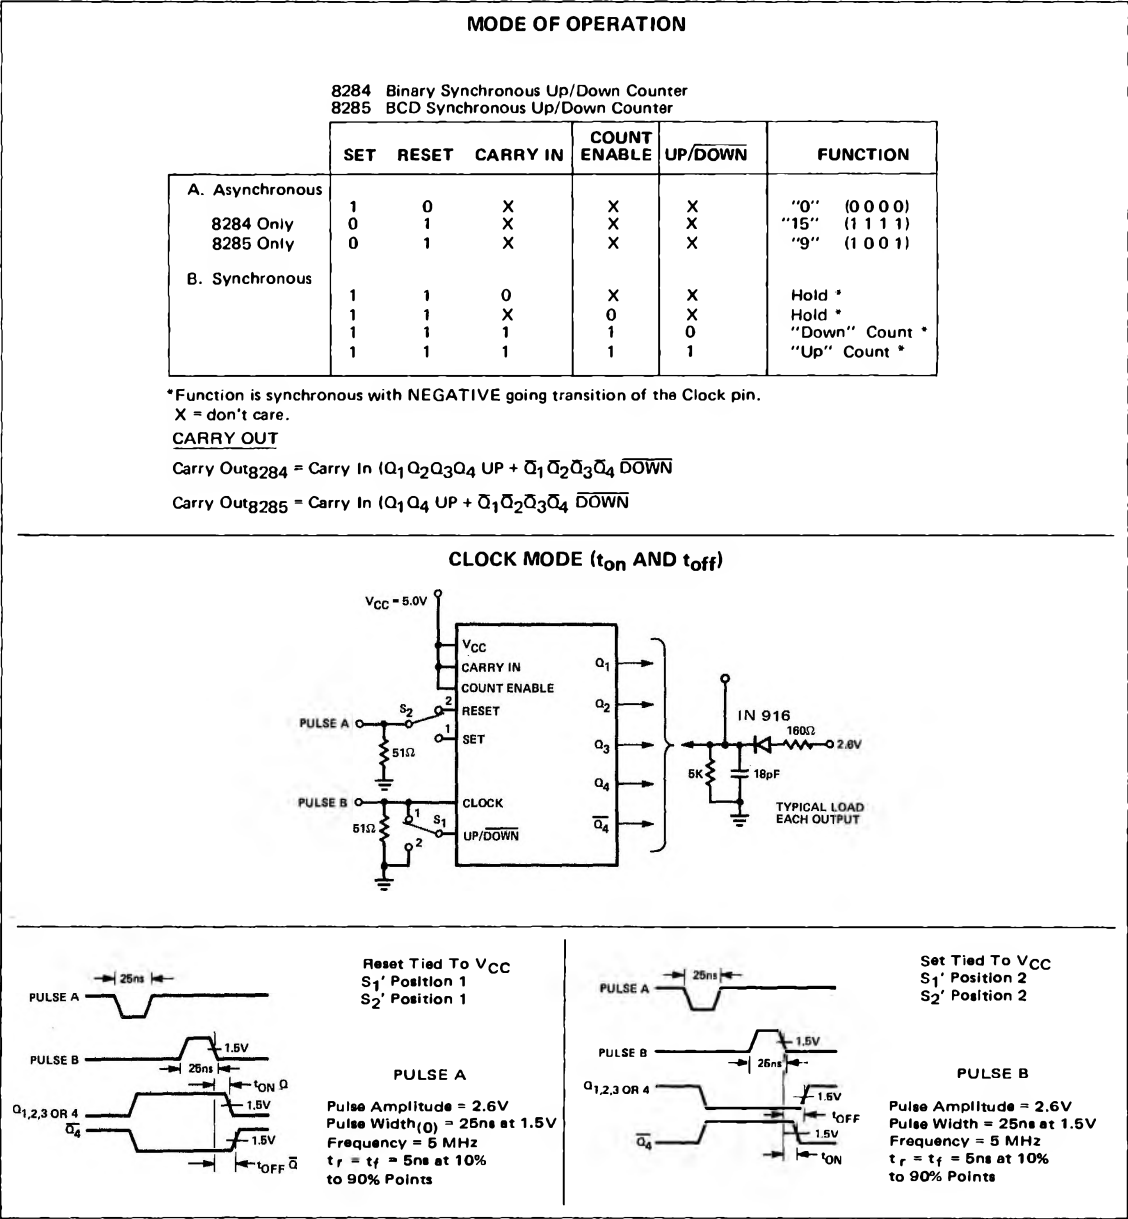 MODE OF OPERATION
8284 Binary Synchronous Up/Down Counter
8285 BCD Synchronous Up/Down Counter
SET RESET CARRY IN COUNT ENABLE UP/D̅O̅W̅N̅ FUNCTION
A. Asynchronous
1 0 X X X "0" (0 0 0 0)
8284 Only 0 1 X X X "15" (1 1 1 1)
8285 Only 0 1 X X X "9" (1 0 0 1)
B. Synchronous
1 1 0 X X Hold *
1 1 X 0 X Hold *
1 1 1 1 0 "Down" Count *
1 1 1 1 1 "Up" Count *
*Function is synchronous with NEGATIVE going transition of the Clock pin.
X = don't care.
CARRY OUT
Carry Out8284 = Carry In (Q1Q2Q3Q4 UP + Q̅1Q̅2Q̅3Q̅4 D̅O̅W̅N̅
Carry Out8285 = Carry In (Q1Q4 UP + Q̅1Q̅2Q̅3Q̅4 D̅O̅W̅N̅
CLOCK MODE (ton AND toff)
VCC = 5.0V
VCC
CARRY IN
COUNT ENABLE
2
RESET
S2
PULSE A
1
SET
51Ω
PULSE B
CLOCK
51Ω
1
S1
UP/D̅O̅W̅N̅
2
Q1
Q2
Q3
Q4
Q̅4
IN 916
160Ω
2.6V
5K
18pF
TYPICAL LOAD
EACH OUTPUT
25ns
PULSE A
1.5V
PULSE B
25ns
tON Q
Q1,2,3 OR 4
1.5V
Q̅4
1.5V
tOFF Q̅
Reset Tied To VCC
S1' Position 1
S2' Position 1
PULSE A
Pulse Amplitude = 2.6V
Pulse Width(0) = 25ns at 1.5V
Frequency = 5 MHz
tr = tf = 5ns at 10%
to 90% Points
25ns
PULSE A
1.5V
PULSE B
25ns
Q1,2,3 OR 4
1.5V
tOFF
1.5V
Q̅4
tON
Set Tied To VCC
S1' Position 2
S2' Position 2
PULSE B
Pulse Amplitude = 2.6V
Pulse Width = 25ns at 1.5V
Frequency = 5 MHz
tr = tf = 5ns at 10%
to 90% Points